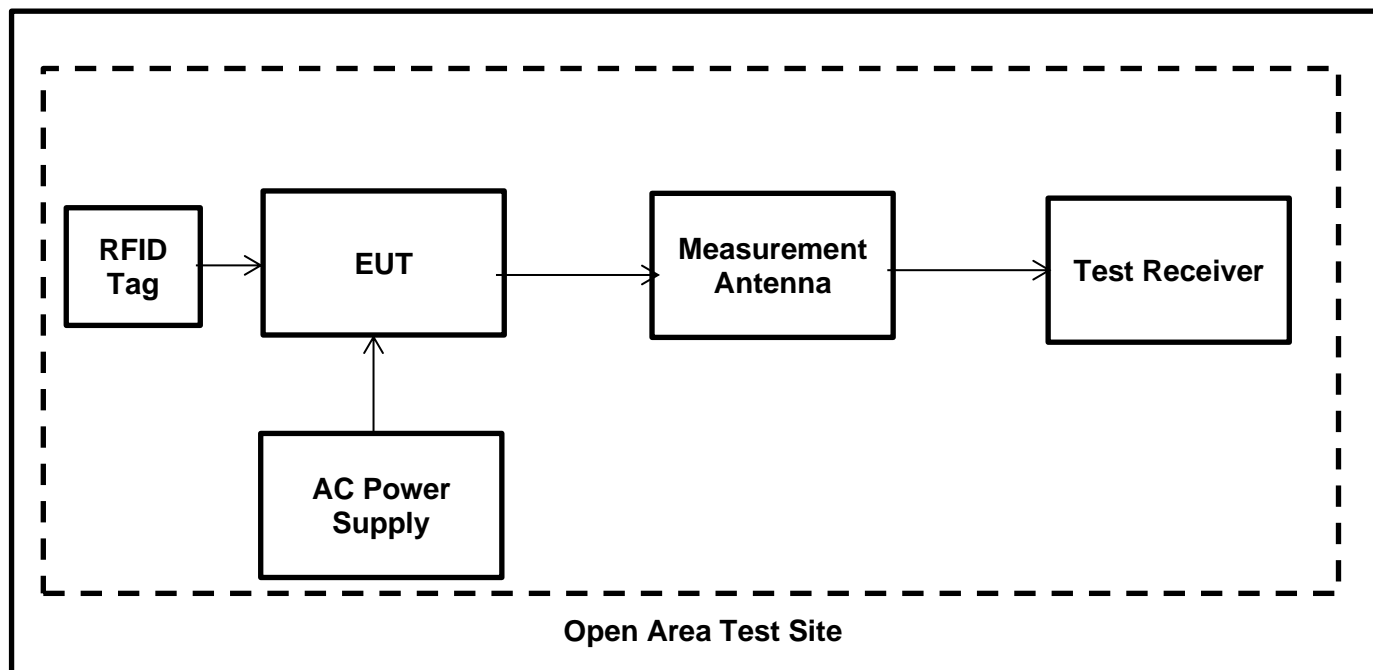 RFID
Tag
EUT
Measurement
Antenna
Test Receiver
AC Power
Supply
Open Area Test Site